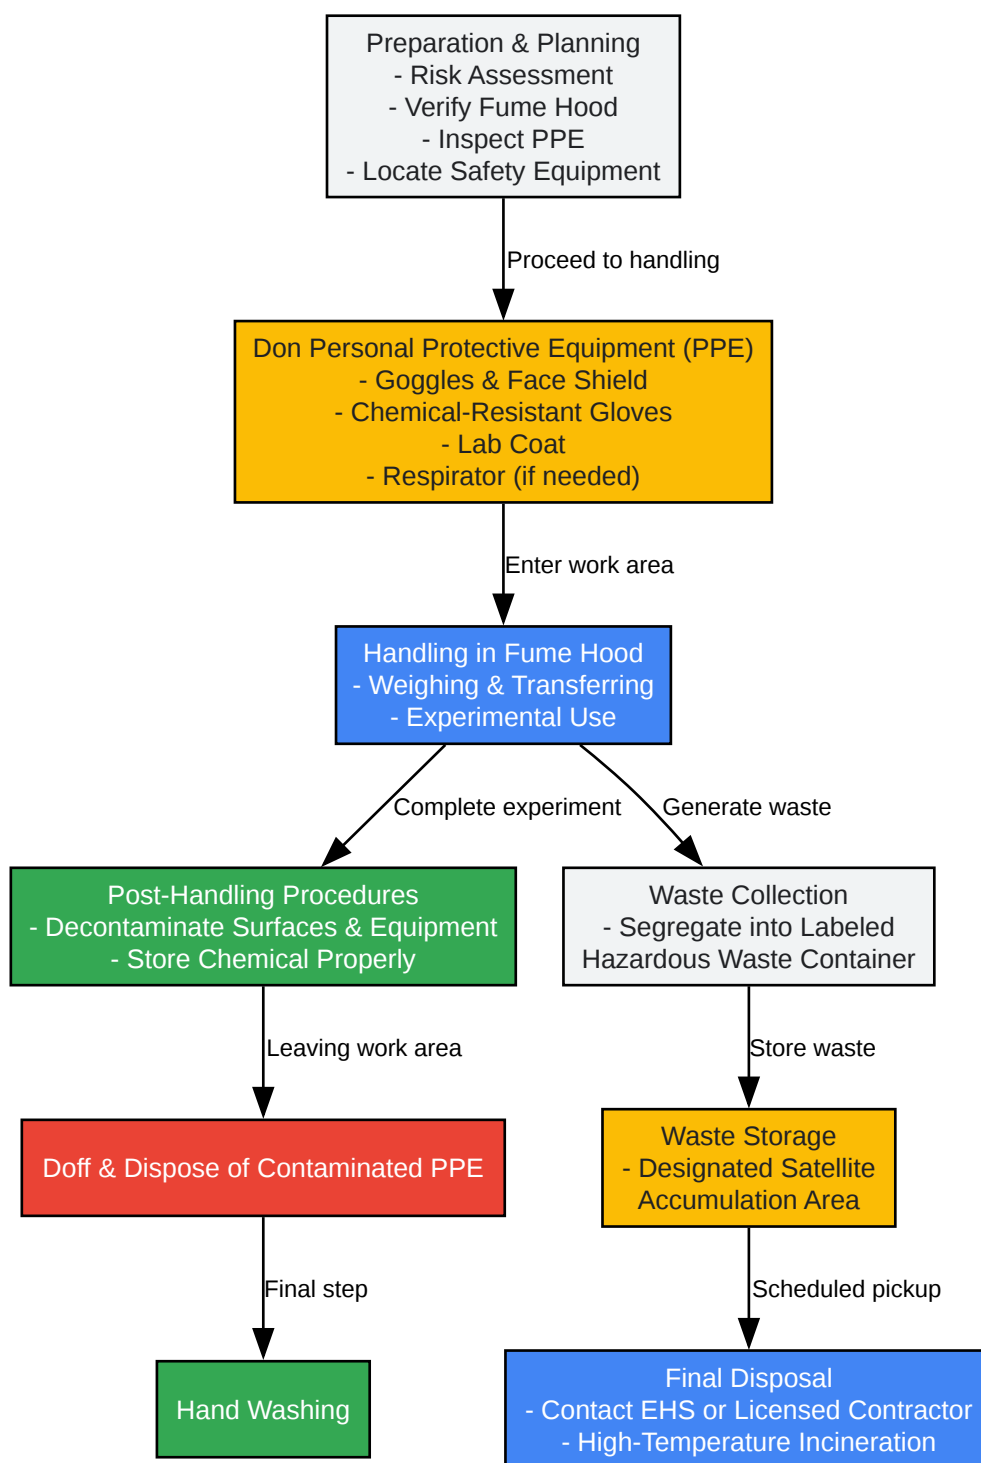 Preparation & Planning
- Risk Assessment
- Verify Fume Hood
- Inspect PPE
- Locate Safety Equipment
Proceed to handling
Don Personal Protective Equipment (PPE)
- Goggles & Face Shield
- Chemical-Resistant Gloves
- Lab Coat
- Respirator (if needed)
Enter work area
Handling in Fume Hood
- Weighing & Transferring
- Experimental Use
Complete experiment
Generate waste
Post-Handling Procedures
- Decontaminate Surfaces & Equipment
- Store Chemical Properly
Waste Collection
- Segregate into Labeled
Hazardous Waste Container
Leaving work area
Store waste
Doff & Dispose of Contaminated PPE
Waste Storage
- Designated Satellite
Accumulation Area
Final step
Scheduled pickup
Hand Washing
Final Disposal
- Contact EHS or Licensed Contractor
- High-Temperature Incineration